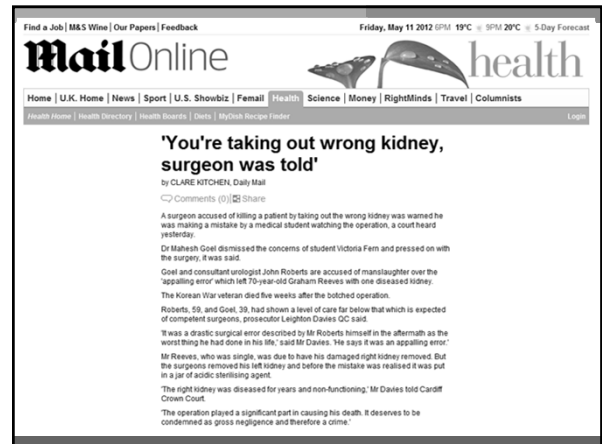 Find a Job | M&S Wine | Our Papers | Feedback
Friday, May 11 2012 6PM 19°C 9PM 20°C 5-Day Forecast
Mail Online
health
Home | U.K. Home | News | Sport | U.S. Showbiz | Femail | Health | Science | Money | RightMinds | Travel | Columnists
Health Home | Health Directory | Health Boards | Diets | MyDish Recipe Finder
Login
'You're taking out wrong kidney,
surgeon was told'
by CLARE KITCHEN, Daily Mail
Comments (0) Share
A surgeon accused of killing a patient by taking out the wrong kidney was warned he
was making a mistake by a medical student watching the operation, a court heard
yesterday.
Dr Mahesh Goel dismissed the concerns of student Victoria Fern and pressed on with
the surgery, it was said.
Goel and consultant urologist John Roberts are accused of manslaughter over the
'appalling error' which left 70-year-old Graham Reeves with one diseased kidney.
The Korean War veteran died five weeks after the botched operation.
Roberts, 59, and Goel, 39, had shown a level of care far below that which is expected
of competent surgeons, prosecutor Leighton Davies QC said.
'It was a drastic surgical error described by Mr Roberts himself in the aftermath as the
worst thing he had done in his life,' said Mr Davies. 'He says it was an appalling error.'
Mr Reeves, who was single, was due to have his damaged right kidney removed. But
the surgeons removed his left kidney and before the mistake was realised it was put
in a jar of acidic sterilising agent.
'The right kidney was diseased for years and non-functioning,' Mr Davies told Cardiff
Crown Court.
'The operation played a significant part in causing his death. It deserves to be
condemned as gross negligence and therefore a crime.'